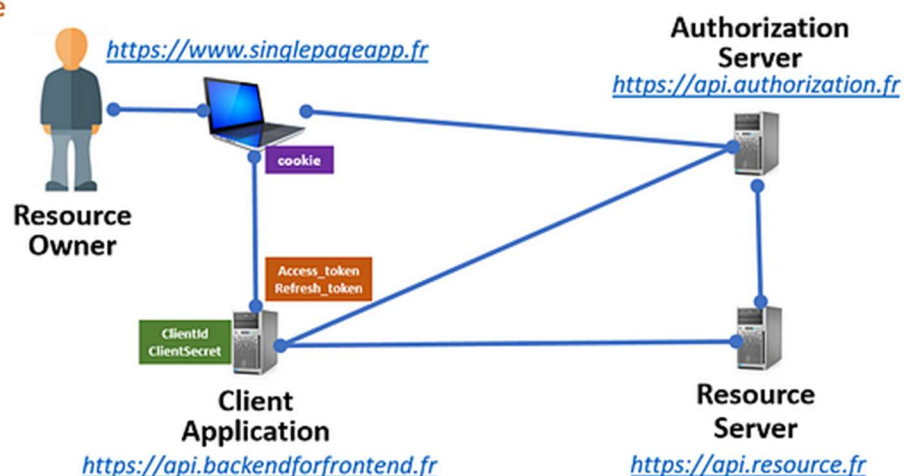 e
https://www.singlepageapp.fr
Authorization
Server
https://api.authorization.fr
cookie
Resource
Owner
Access_token
Refresh_token
ClientId
ClientSecret
Client
Application
https://api.backendforfrontend.fr
Resource
Server
https://api.resource.fr